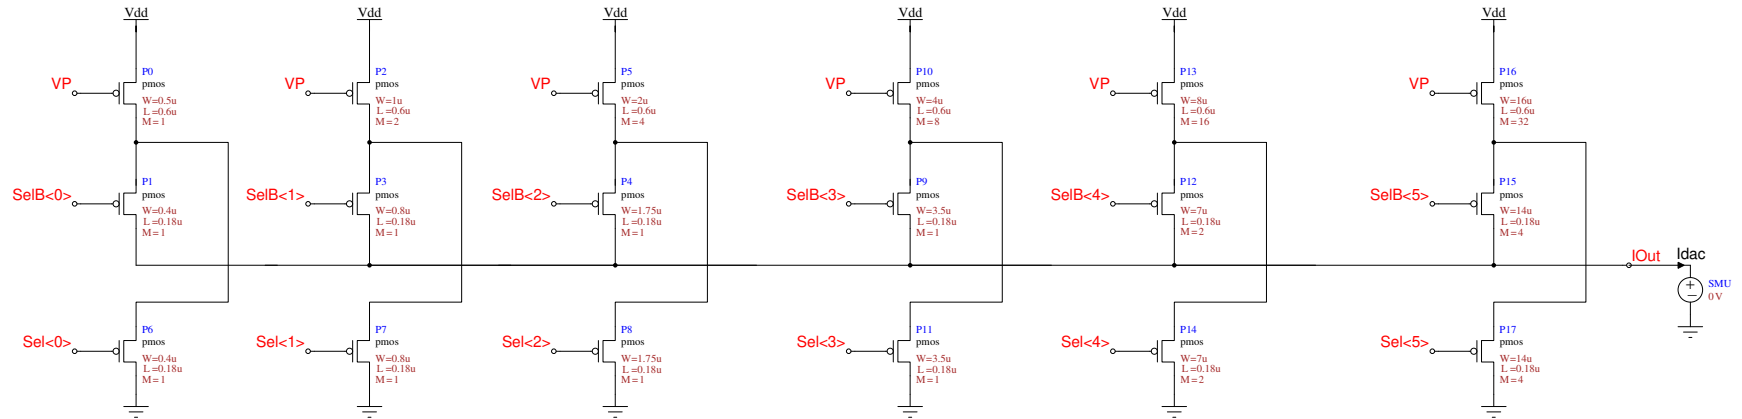 Vdd Vdd Vdd Vdd Vdd Vdd
P0 P2 P5 P10 P13 P16
VP pmos VP pmos VP pmos VP pmos VP pmos VP pmos
W=0.5u W=1u W=2u W=4u W=8u W=16u
L=0.6u L=0.6u L=0.6u L=0.6u L=0.6u L=0.6u
M=1 M=2 M=4 M=8 M=16 M=32
P1 P3 P4 P9 P12 P15
SelB<0> pmos SelB<1> pmos SelB<2> pmos SelB<3> pmos SelB<4> pmos SelB<5> pmos
W=0.4u W=0.8u W=1.75u W=3.5u W=7u W=14u
L=0.18u L=0.18u L=0.18u L=0.18u L=0.18u L=0.18u
M=1 M=1 M=1 M=1 M=2 M=4
IOut Idac
+ SMU
− 0V
P6 P7 P8 P11 P14 P17
Sel<0> pmos Sel<1> pmos Sel<2> pmos Sel<3> pmos Sel<4> pmos Sel<5> pmos
W=0.4u W=0.8u W=1.75u W=3.5u W=7u W=14u
L=0.18u L=0.18u L=0.18u L=0.18u L=0.18u L=0.18u
M=1 M=1 M=1 M=1 M=2 M=4